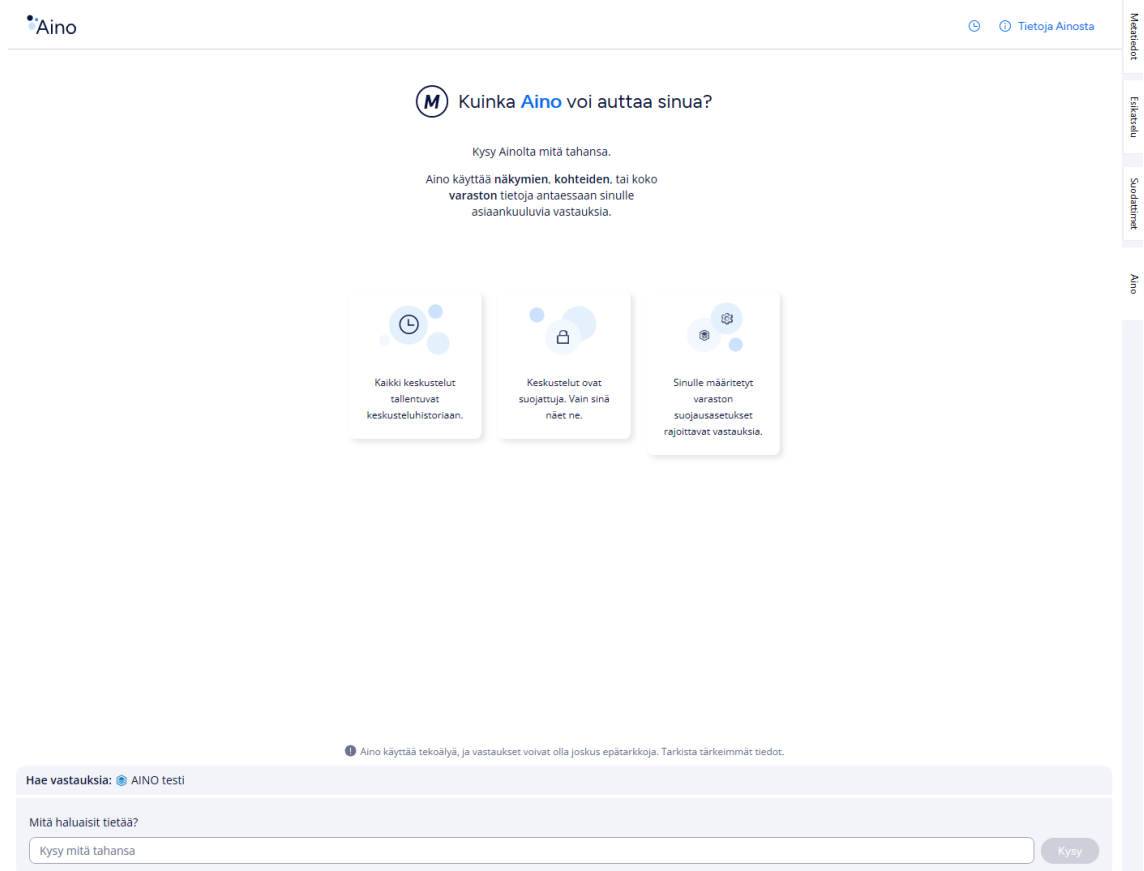 Aino
Tietoja Ainosta
Metatiedot
Esikatselu
Suodattimet
Aino
M Kuinka Aino voi auttaa sinua?
Kysy Ainolta mitä tahansa.
Aino käyttää näkymien, kohteiden, tai koko
varaston tietoja antaessaan sinulle
asiaankuuluvia vastauksia.
Kaikki keskustelut
tallentuvat
keskusteluhistoriaan.
Keskustelut ovat
suojattuja. Vain sinä
näet ne.
Sinulle määritetyt
varaston
suojausasetukset
rajoittavat vastauksia.
Aino käyttää tekoälyä, ja vastaukset voivat olla joskus epätarkkoja. Tarkista tärkeimmät tiedot.
Hae vastauksia: AINO testi
Mitä haluaisit tietää?
Kysy mitä tahansa
Kysy